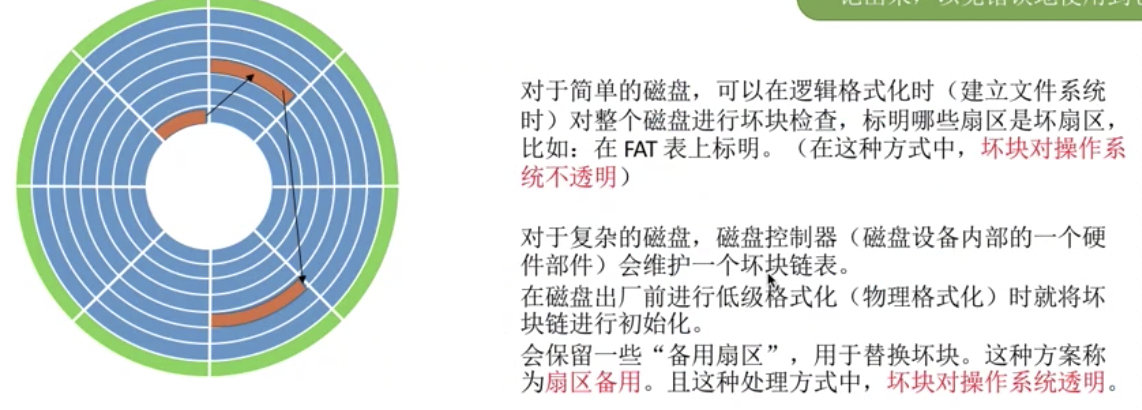 对于简单的磁盘，可以在逻辑格式化时（建立文件系统
时）对整个磁盘进行坏块检查，标明哪些扇区是坏扇区，
比如：在 FAT 表上标明。（在这种方式中，坏块对操作系
统不透明）
对于复杂的磁盘，磁盘控制器（磁盘设备内部的一个硬
件部件）会维护一个坏块链表。
在磁盘出厂前进行低级格式化（物理格式化）时就将坏
块链进行初始化。
会保留一些“备用扇区”，用于替换坏块。这种方案称
为扇区备用。且这种处理方式中，坏块对操作系统透明。